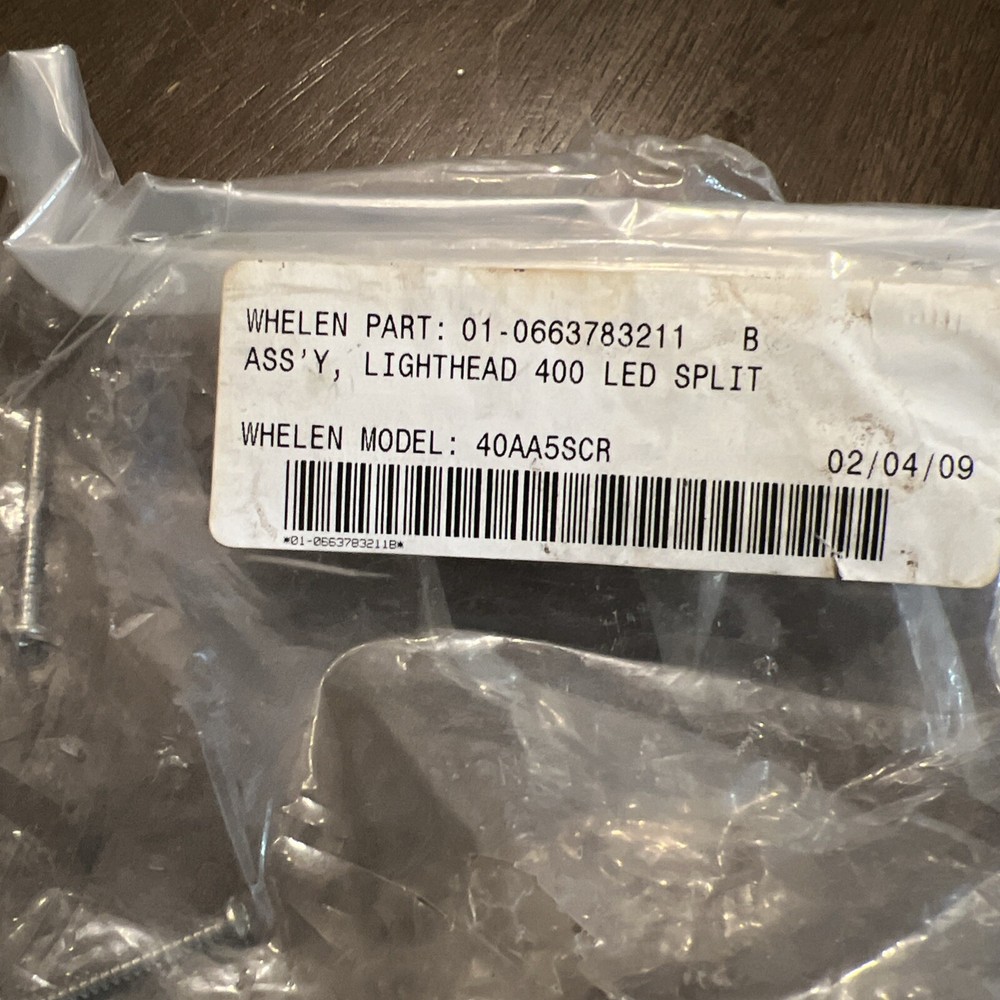 WHELEN PART: 01-0663783211 B
ASS'Y, LIGHTHEAD 400 LED SPLIT
WHELEN MODEL: 40AA5SCR
02/04/09
*01-0663783211B*